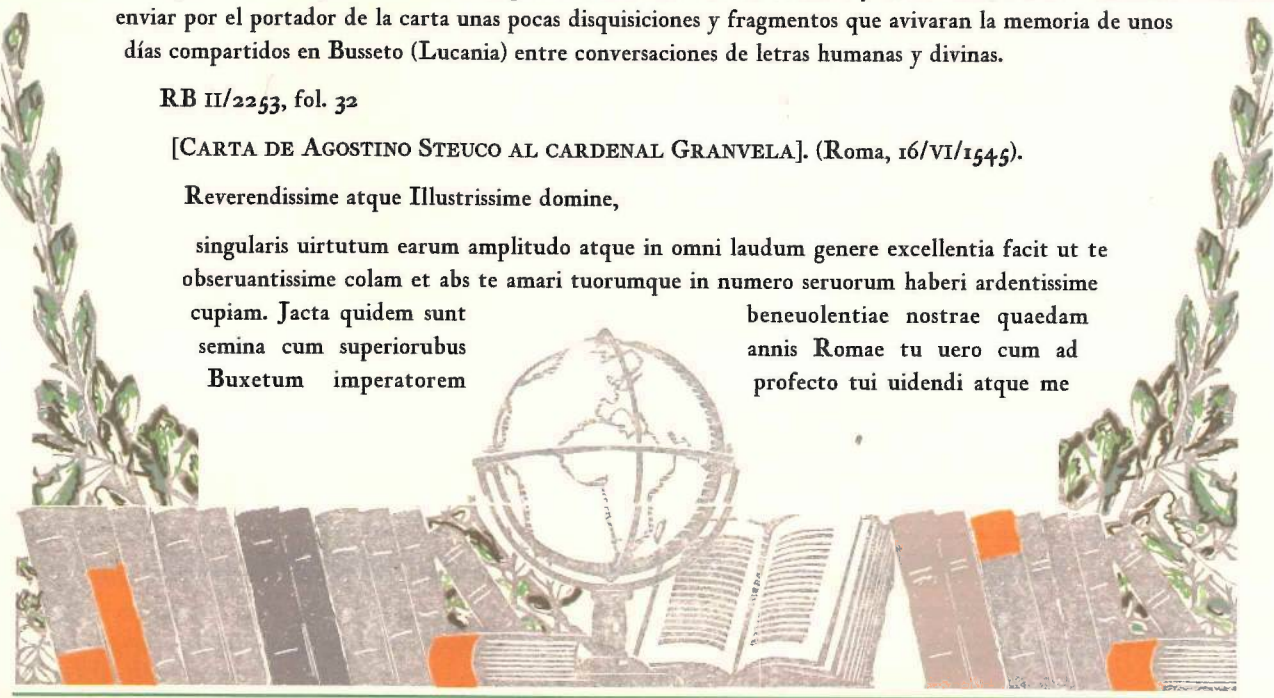 enviar por el portador de la carta unas pocas disquisiciones y fragmentos que avivaran la memoria de unos
días compartidos en Busseto (Lucania) entre conversaciones de letras humanas y divinas.
RB II/2253, fol. 32
[CARTA DE AGOSTINO STEUCO AL CARDENAL GRANVELA]. (Roma, 16/VI/1545).
Reverendissime atque Illustrissime domine,
singularis uirtutum earum amplitudo atque in omni laudum genere excellentia facit ut te
obseruantissime colam et abs te amari tuorumque in numero seruorum haberi ardentissime
cupiam. Jacta quidem sunt beneuolentiae nostrae quaedam
semina cum superiorubus annis Romae tu uero cum ad
Buxetum imperatorem profecto tui uidendi atque me